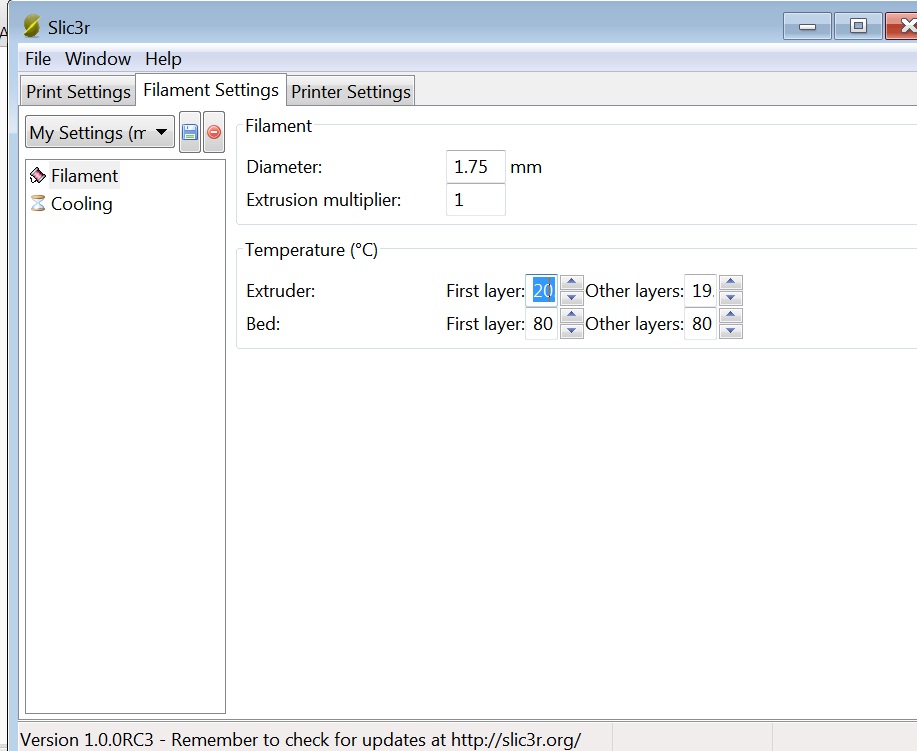 Slic3r
File Window Help
Print Settings Filament Settings Printer Settings
My Settings (m
Filament
Cooling
Filament
Diameter: 1.75 mm
Extrusion multiplier: 1
Temperature (°C)
Extruder: First layer: 20 Other layers: 19
Bed: First layer: 80 Other layers: 80
Version 1.0.0RC3 - Remember to check for updates at http://slic3r.org/